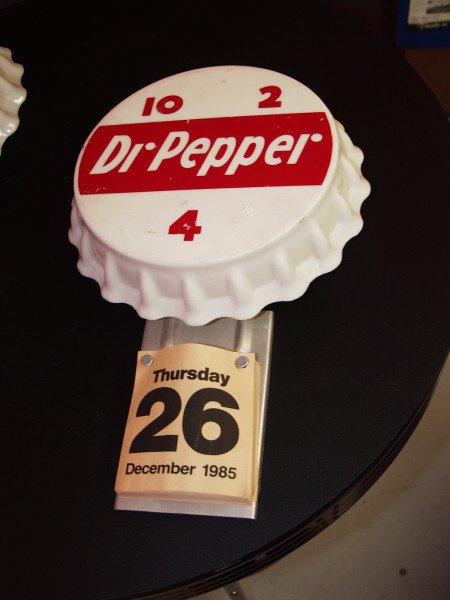 10 2
Dr Pepper
4
Thursday
26
December 1985